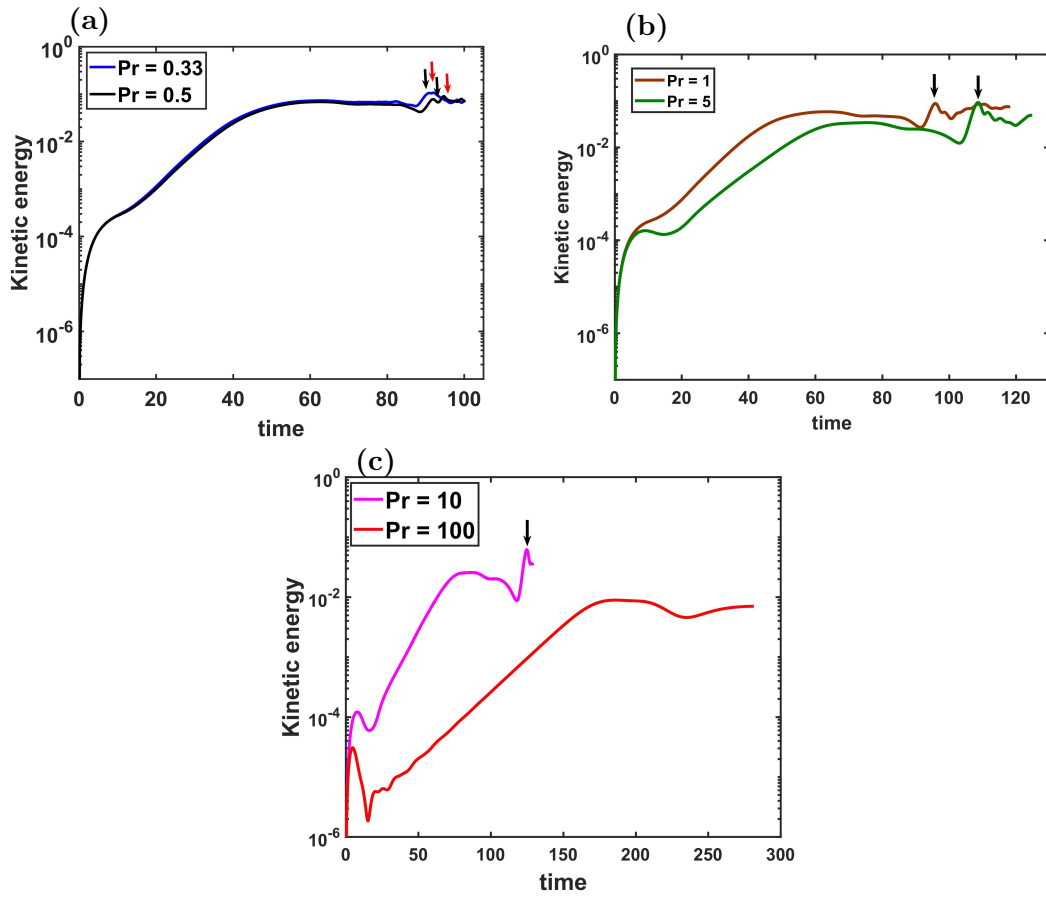 (a)
10^0
10^-2
10^-4
10^-6
Kinetic energy
Pr = 0.33
Pr = 0.5
0 20 40 60 80 100
time
(b)
10^0
10^-2
10^-4
10^-6
Kinetic energy
Pr = 1
Pr = 5
0 20 40 60 80 100 120
time
(c)
10^0
10^-2
10^-4
10^-6
Kinetic energy
Pr = 10
Pr = 100
0 50 100 150 200 250 300
time